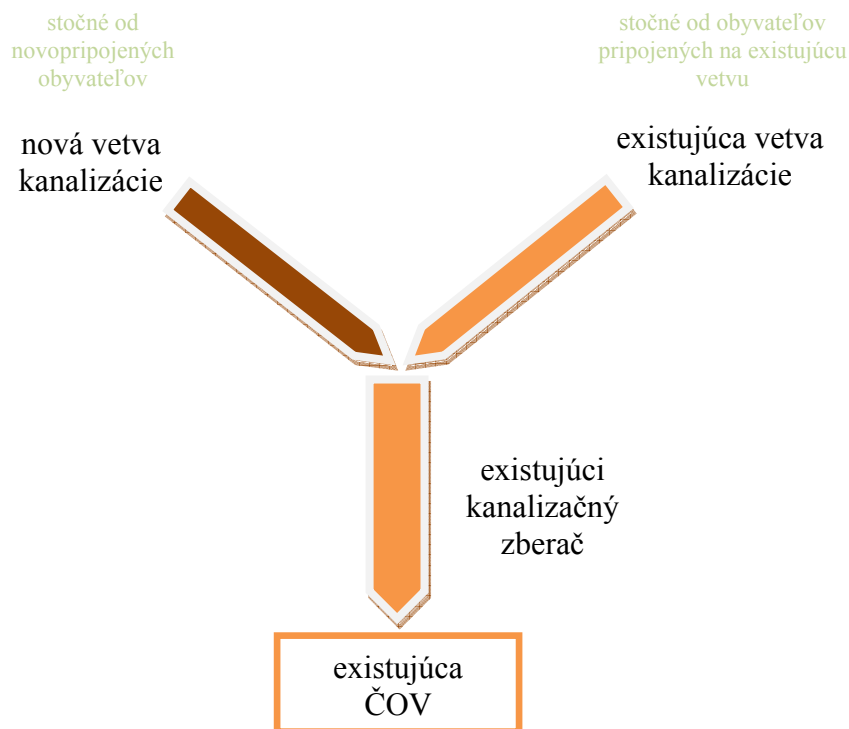 stočné od
novopripojených
obyvateľov
stočné od obyvateľov
pripojených na existujúcu
vetvu
nová vetva
kanalizácie
existujúca vetva
kanalizácie
existujúci
kanalizačný
zberač
existujúca
ČOV